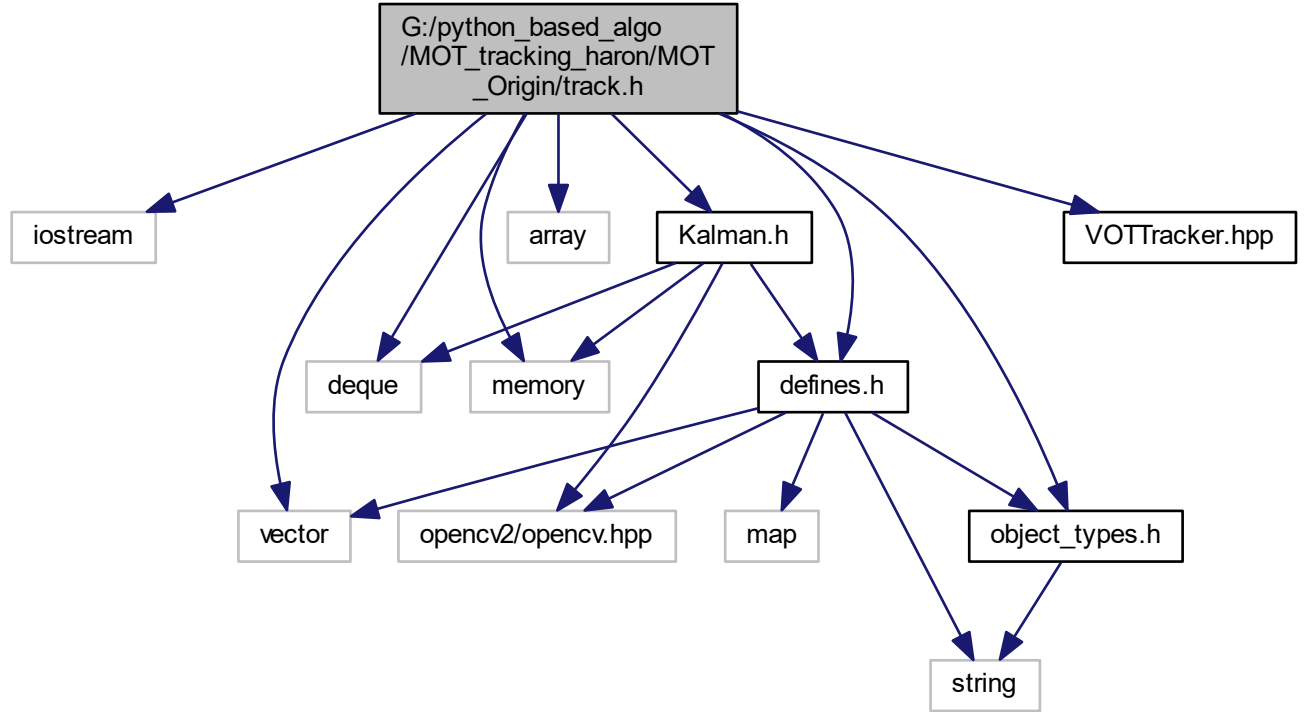 G:/python_based_algo
/MOT_tracking_haron/MOT
_Origin/track.h
iostream
array
Kalman.h
VOTTracker.hpp
deque
memory
defines.h
vector
opencv2/opencv.hpp
map
object_types.h
string